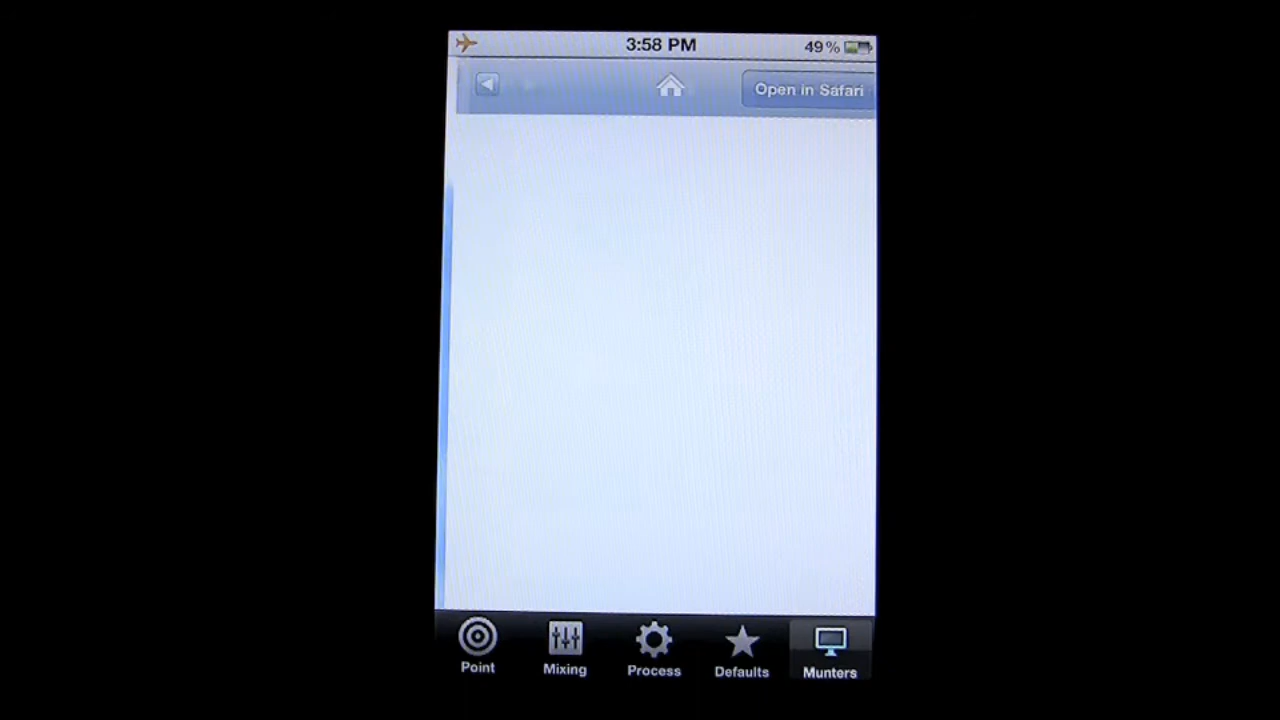 3:58 PM
49%
Open in Safari
Point
Mixing
Process
Defaults
Munters